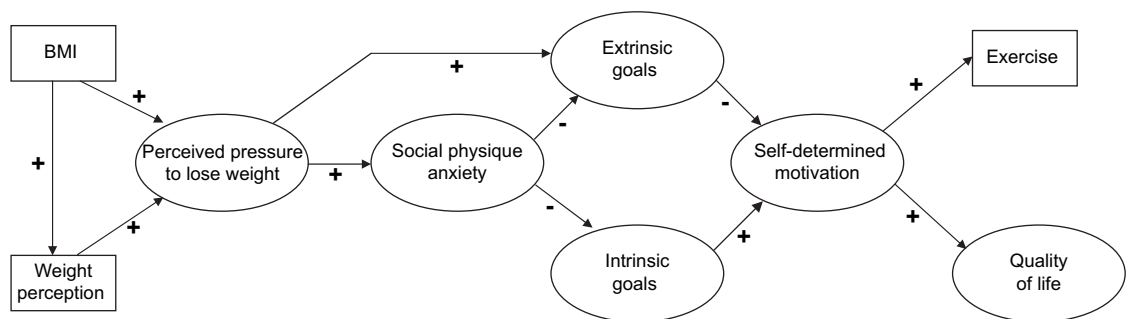 BMI
+
+
+
Weight
perception
+
Perceived pressure
to lose weight
+
+
Social physique
anxiety
-
-
Extrinsic
goals
Intrinsic
goals
-
+
Self-determined
motivation
+
+
Exercise
Quality
of life